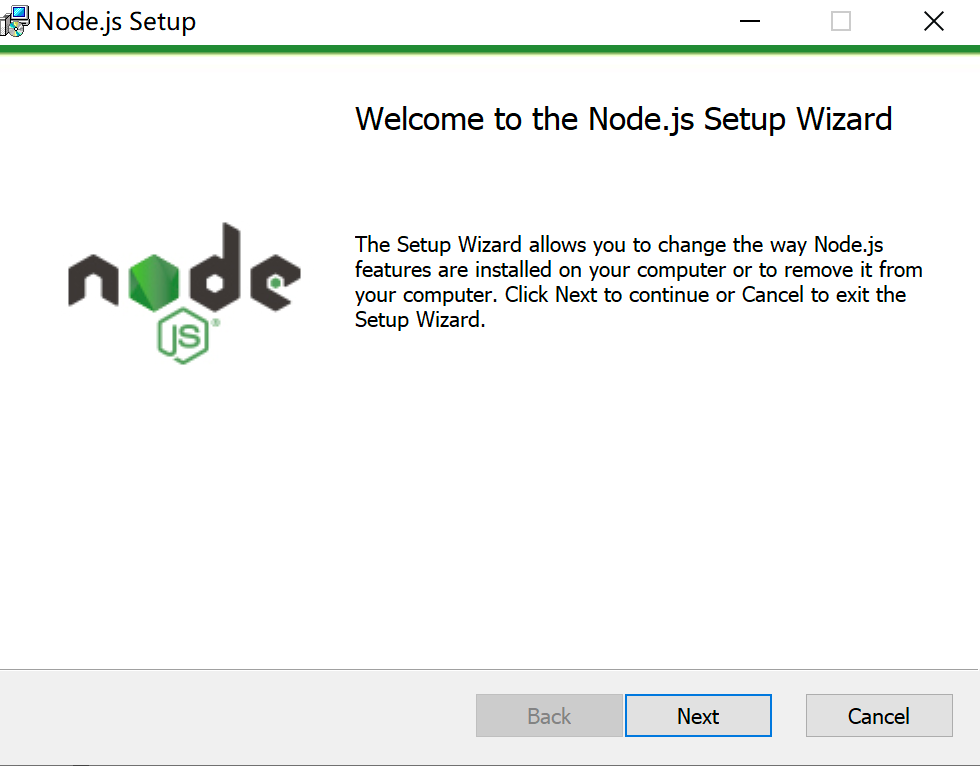 Node.js Setup
Welcome to the Node.js Setup Wizard
node
JS®
The Setup Wizard allows you to change the way Node.js
features are installed on your computer or to remove it from
your computer. Click Next to continue or Cancel to exit the
Setup Wizard.
Back
Next
Cancel